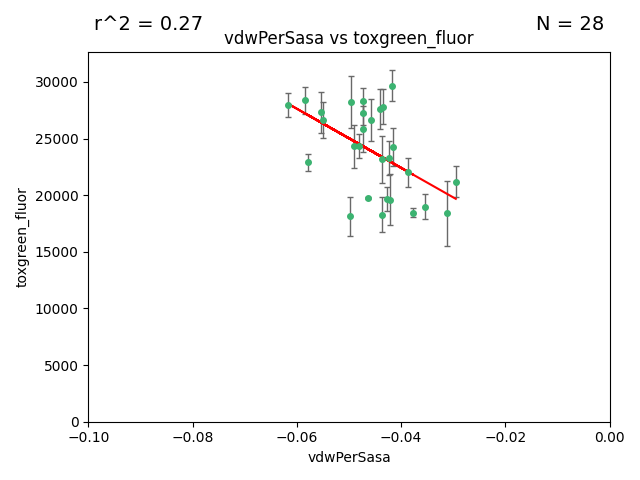 r^2 = 0.27
N = 28
vdwPerSasa vs toxgreen_fluor
30000
25000
20000
15000
10000
5000
0
toxgreen_fluor
−0.10
−0.08
−0.06
−0.04
−0.02
0.00
vdwPerSasa